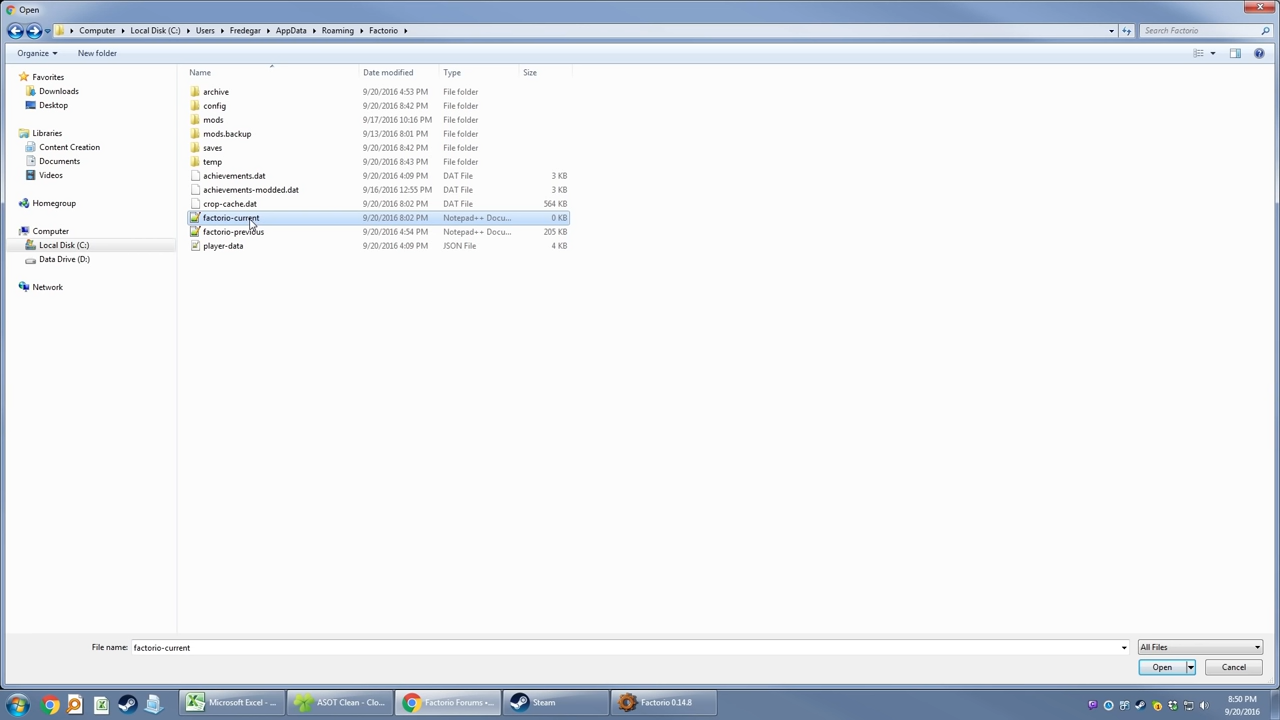 Open
Computer Local Disk (C:) Users Fredegar AppData Roaming Factorio Search Factorio
Organize New folder
Name Date modified Type Size
Favorites
Downloads
Desktop
Libraries
Content Creation
Documents
Videos
Homegroup
Computer
Local Disk (C:)
Data Drive (D:)
Network
archive 9/20/2016 4:53 PM File folder
config 9/20/2016 8:42 PM File folder
mods 9/17/2016 10:16 PM File folder
mods.backup 9/13/2016 8:01 PM File folder
saves 9/20/2016 8:42 PM File folder
temp 9/20/2016 8:43 PM File folder
achievements.dat 9/20/2016 4:09 PM DAT File 3 KB
achievements-modded.dat 9/16/2016 12:55 PM DAT File 3 KB
crop-cache.dat 9/20/2016 8:02 PM DAT File 564 KB
factorio-current 9/20/2016 8:02 PM Notepad++ Docu... 0 KB
factorio-previous 9/20/2016 4:54 PM Notepad++ Docu... 205 KB
player-data 9/20/2016 4:09 PM JSON File 4 KB
File name: factorio-current All Files
Open Cancel
Microsoft Excel - ... ASOT Clean - Clo... Factorio Forums •... Steam Factorio 0.14.8
8:50 PM
9/20/2016